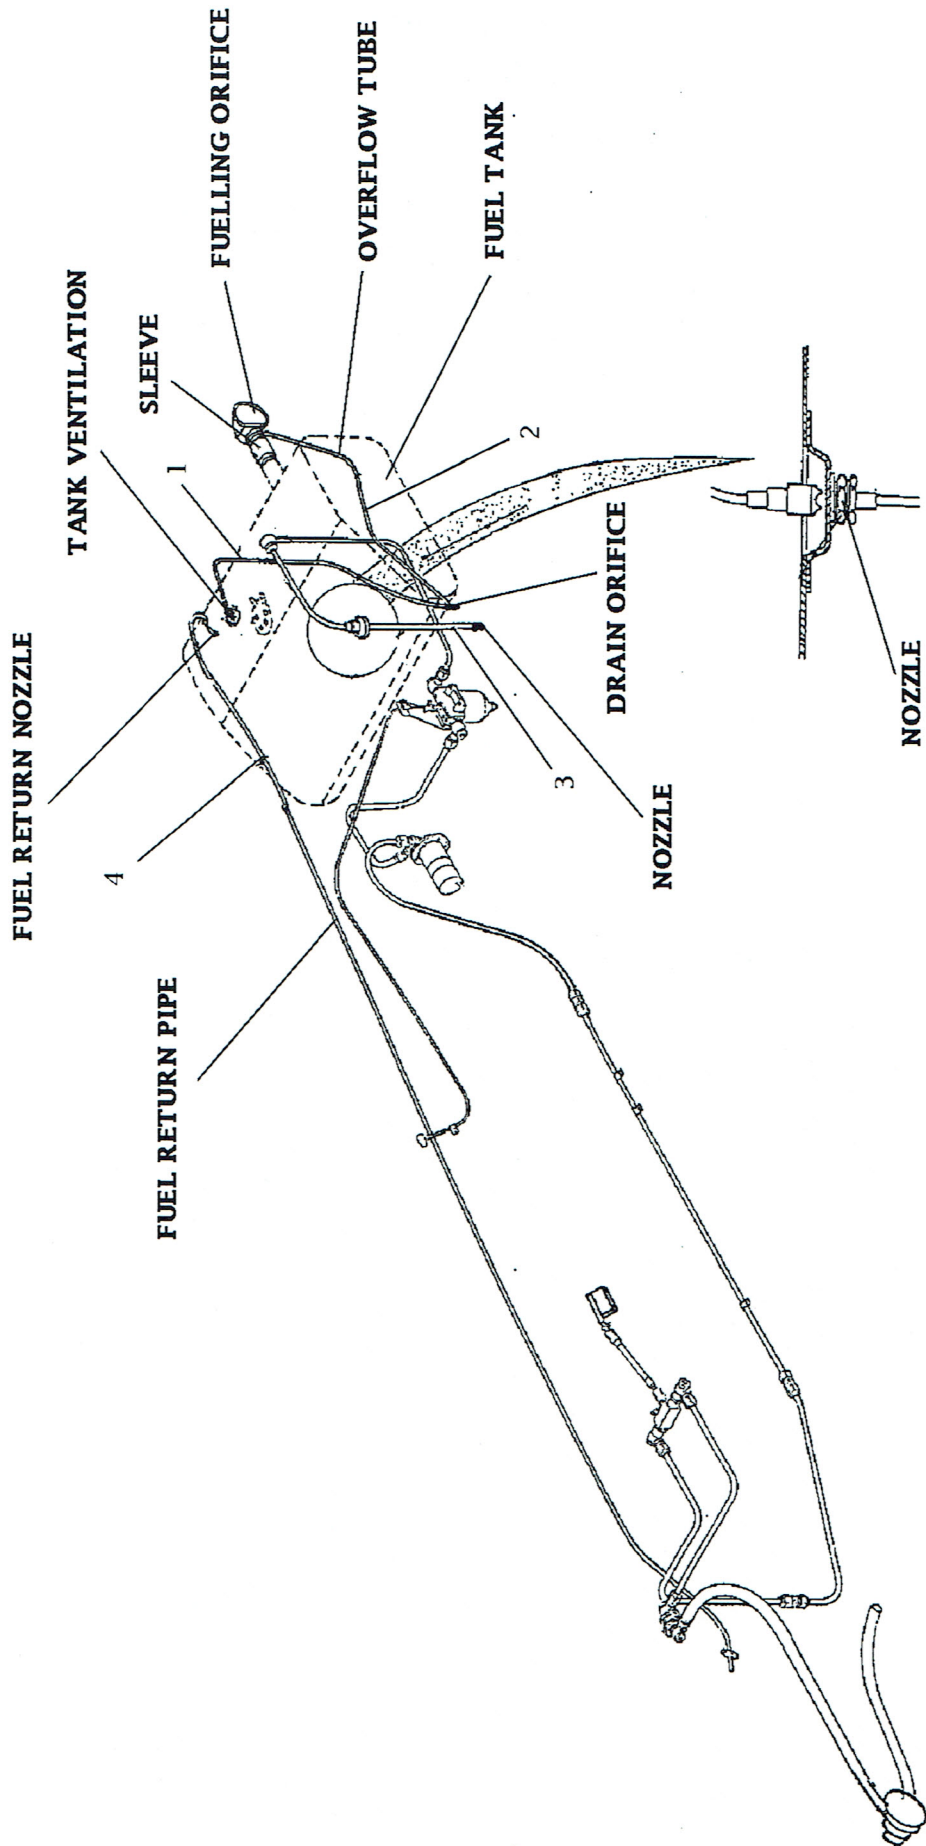 FUEL RETURN NOZZLE
TANK VENTILATION
SLEEVE
FUELLING ORIFICE
1
4
OVERFLOW TUBE
FUEL RETURN PIPE
2
FUEL TANK
3
DRAIN ORIFICE
NOZZLE
NOZZLE